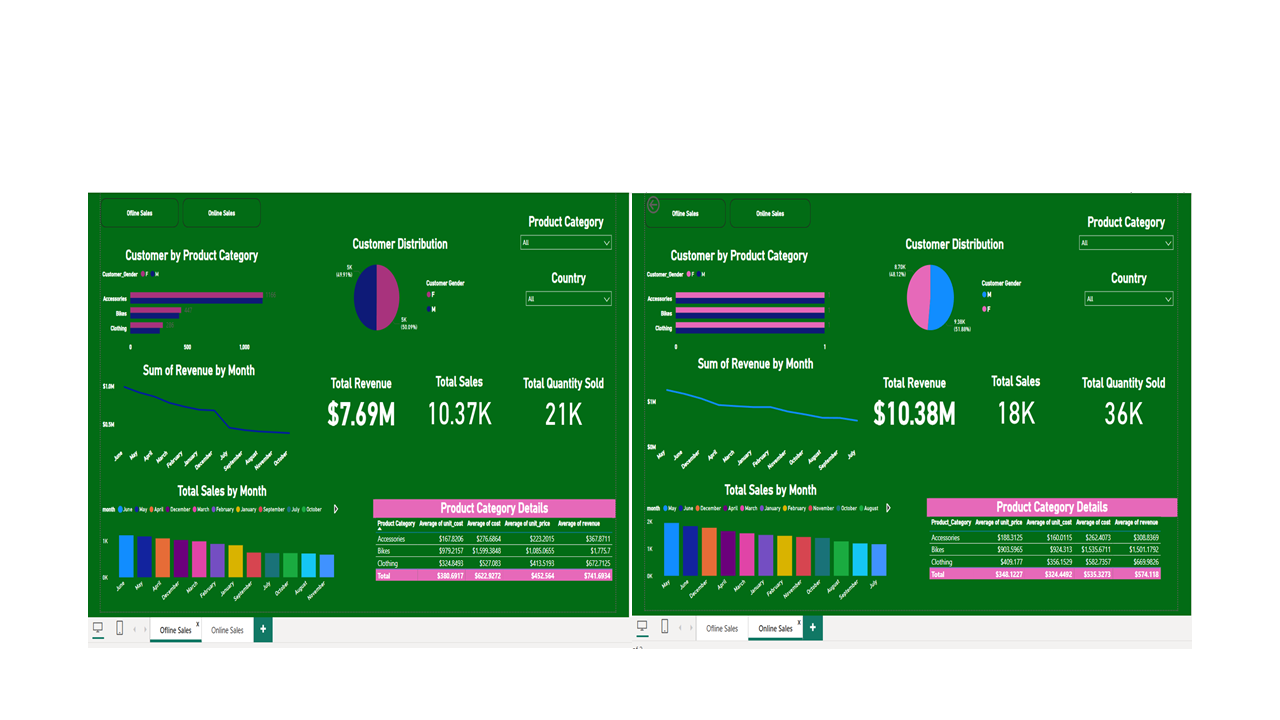 Ofline Sales
Online Sales
Product Category
All
Country
All
Customer by Product Category
Customer_Gender F M
Accessories
Bikes
Clothing
0 500 1,000
Customer Distribution
5K
(49.91%)
5K
(50.09%)
Customer Gender
F
M
Sum of Revenue by Month
$1.0M
$0.5M
June May April March February January December July September August November October
Total Revenue
$7.69M
Total Sales
10.37K
Total Quantity Sold
21K
Total Sales by Month
month June May April December March February January September July October
1K
0K
June May April December March February January September July October August November
Product Category Details
Product Category Average of unit_cost Average of cost Average of unit_price Average of revenue
Accessories $167.8206 $276.6864 $223.2015 $367.8711
Bikes $979.2157 $1,599.3848 $1,085.0655 $1,775.7
Clothing $324.8493 $527.083 $413.5193 $672.7125
Total $380.6917 $622.9272 $452.564 $741.6934
Ofline Sales x
Online Sales
+
Ofline Sales
Online Sales
Product Category
All
Country
All
Customer by Product Category
Customer_Gender F M
Accessories
Bikes
Clothing
0 1
Customer Distribution
8.70K
(48.12%)
9.38K
(51.88%)
Customer Gender
M
F
Sum of Revenue by Month
$1M
$0M
May June December April March January February November October August September July
Total Revenue
$10.38M
Total Sales
18K
Total Quantity Sold
36K
Total Sales by Month
month May June December April March January February November October August
2K
1K
0K
May June December April March January February November October August September July
Product Category Details
Product_Category Average of unit_price Average of unit_cost Average of cost Average of revenue
Accessories $188.3125 $160.0115 $262.4073 $308.8369
Bikes $903.5965 $924.313 $1,535.6711 $1,501.1792
Clothing $409.177 $356.1529 $582.7357 $669.9826
Total $348.1227 $324.4492 $535.3273 $574.118
Ofline Sales
Online Sales x
+